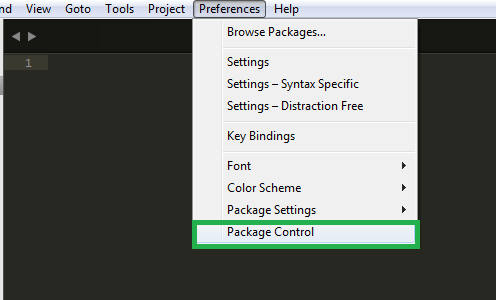 nd View Goto Tools Project Preferences Help
1
Browse Packages...
Settings
Settings – Syntax Specific
Settings – Distraction Free
Key Bindings
Font
Color Scheme
Package Settings
Package Control